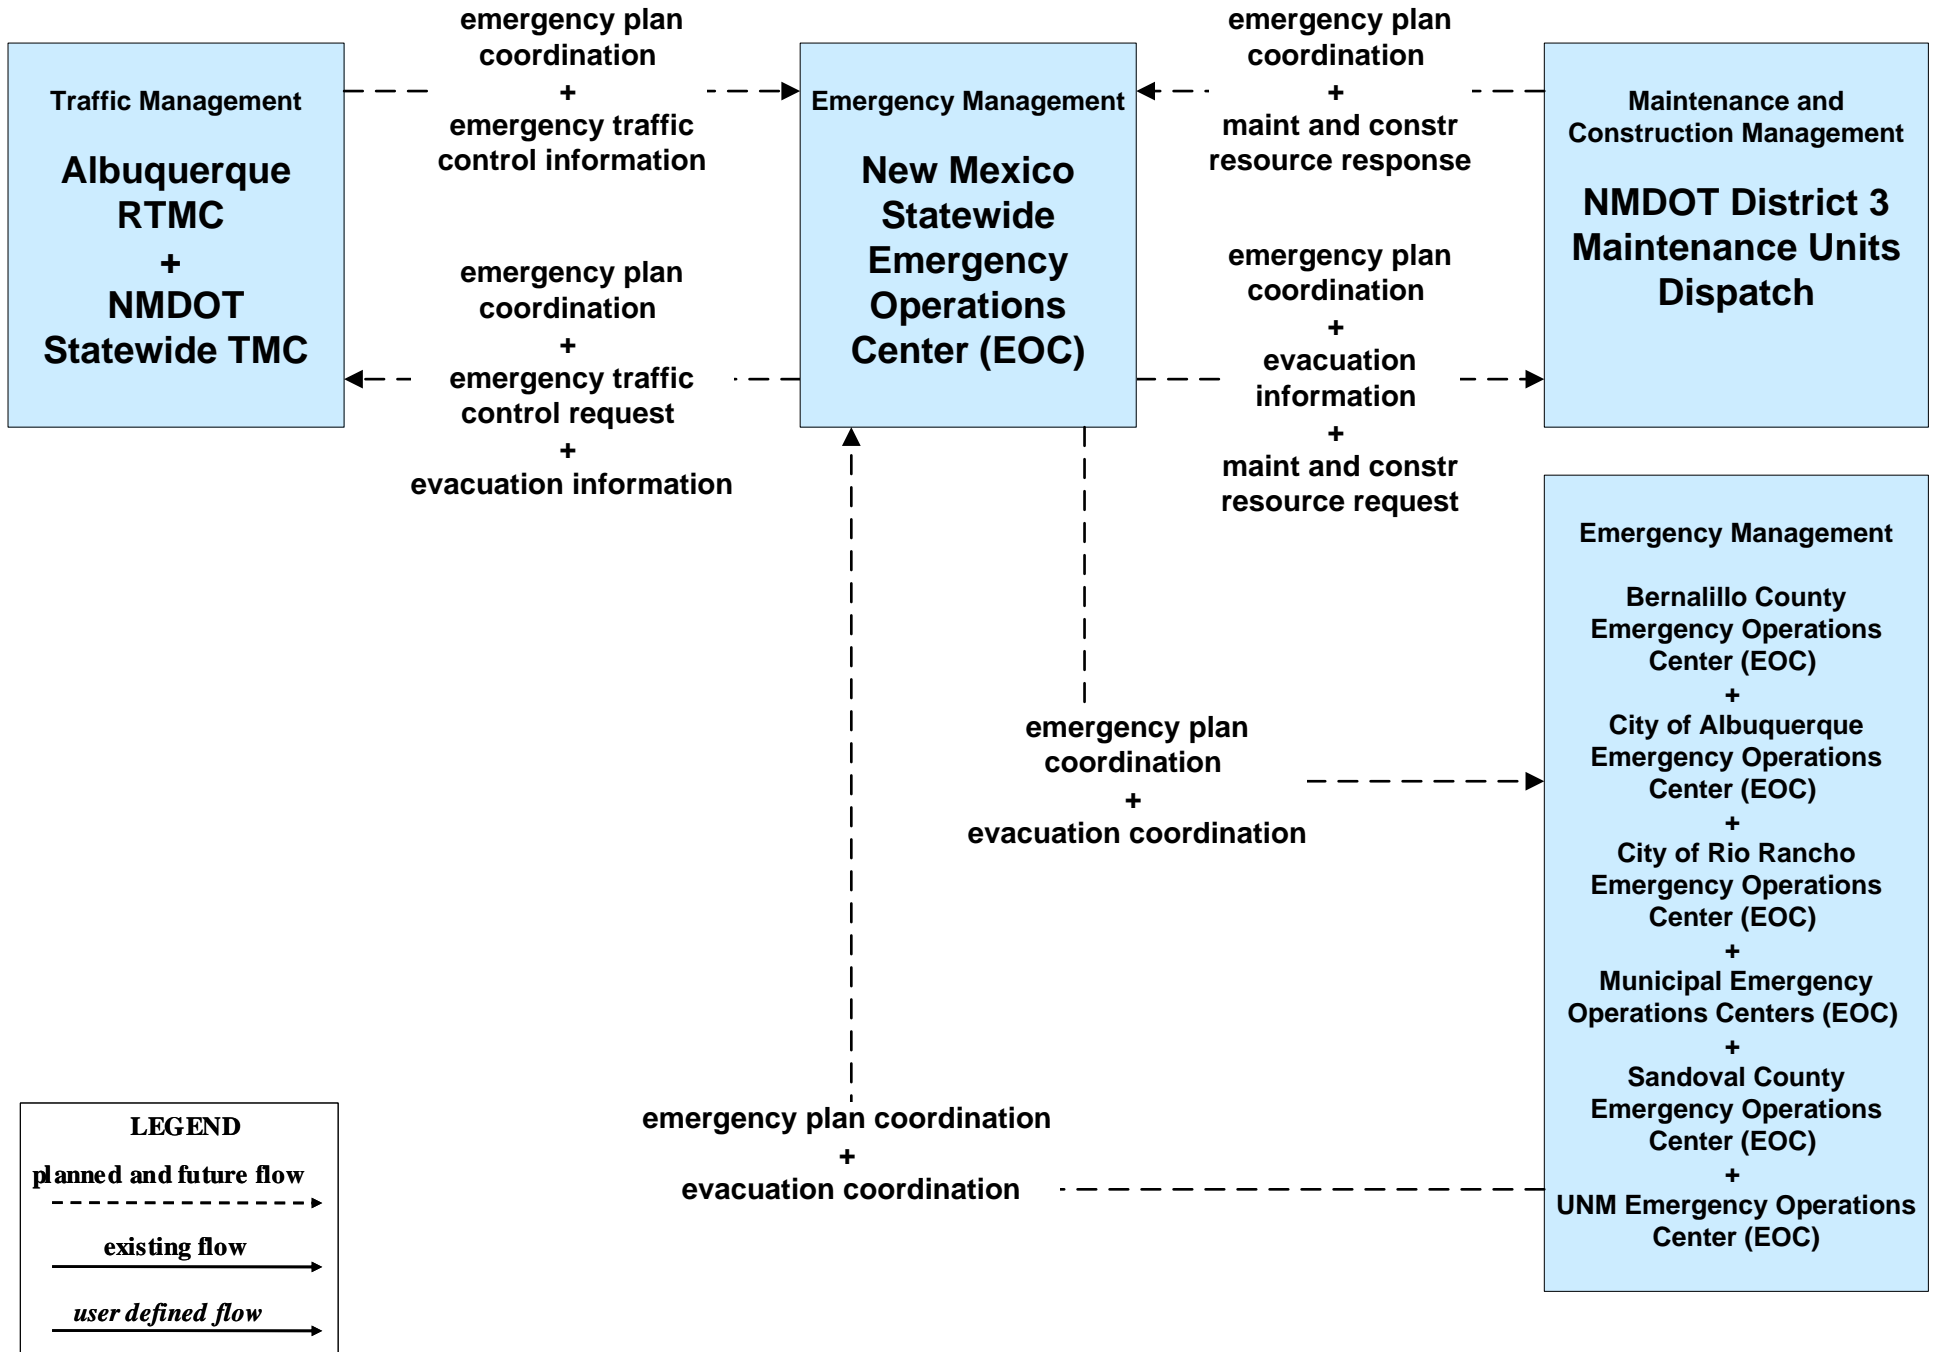 emergency plan
coordination
+
emergency traffic
control information
emergency plan
coordination
+
maint and constr
resource response
Traffic Management
Albuquerque
RTMC
+
NMDOT
Statewide TMC
Emergency Management
New Mexico
Statewide
Emergency
Operations
Center (EOC)
Maintenance and
Construction Management
NMDOT District 3
Maintenance Units
Dispatch
emergency plan
coordination
+
emergency traffic
control request
+
evacuation information
emergency plan
coordination
+
evacuation
information
+
maint and constr
resource request
Emergency Management
Bernalillo County
Emergency Operations
Center (EOC)
+
City of Albuquerque
Emergency Operations
Center (EOC)
+
City of Rio Rancho
Emergency Operations
Center (EOC)
+
Municipal Emergency
Operations Centers (EOC)
+
Sandoval County
Emergency Operations
Center (EOC)
+
UNM Emergency Operations
Center (EOC)
emergency plan
coordination
+
evacuation coordination
emergency plan coordination
+
evacuation coordination
LEGEND
planned and future flow
existing flow
user defined flow